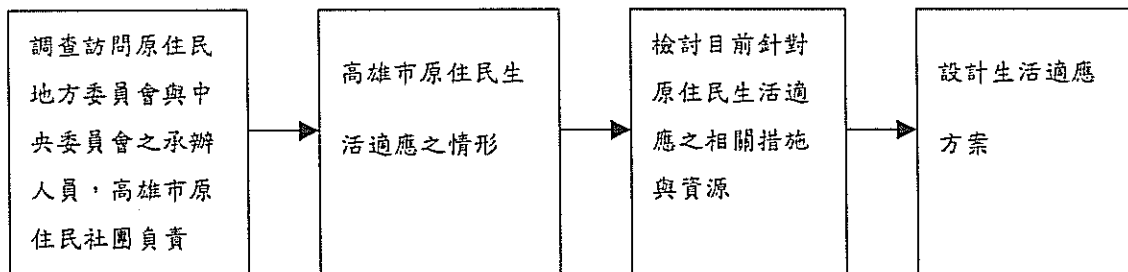 調查訪問原住民
地方委員會與中
央委員會之承辦
人員，高雄市原
住民社團負責
高雄市原住民生
活適應之情形
檢討目前針對
原住民生活適
應之相關措施
與資源
設計生活適應
方案